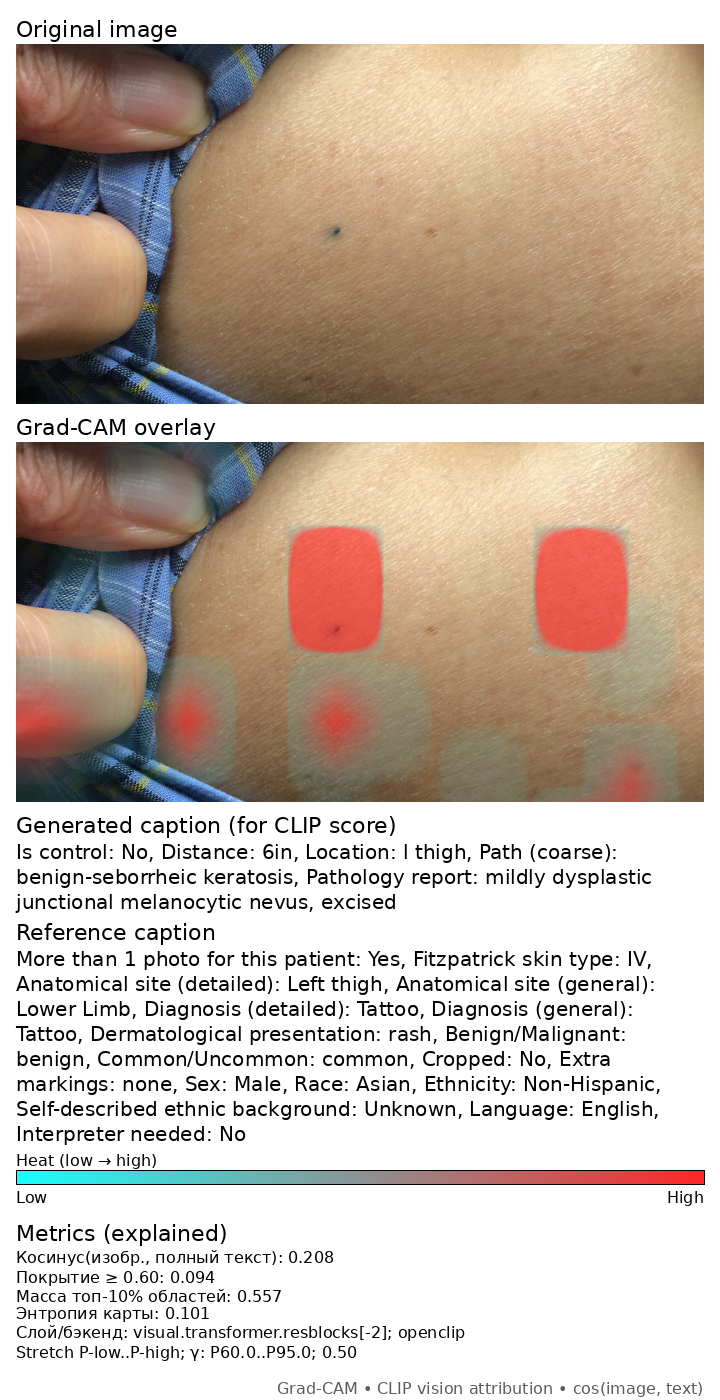 Original image
Grad-CAM overlay
Generated caption (for CLIP score)
Is control: No, Distance: 6in, Location: l thigh, Path (coarse):
benign-seborrheic keratosis, Pathology report: mildly dysplastic
junctional melanocytic nevus, excised
Reference caption
More than 1 photo for this patient: Yes, Fitzpatrick skin type: IV,
Anatomical site (detailed): Left thigh, Anatomical site (general):
Lower Limb, Diagnosis (detailed): Tattoo, Diagnosis (general):
Tattoo, Dermatological presentation: rash, Benign/Malignant:
benign, Common/Uncommon: common, Cropped: No, Extra
markings: none, Sex: Male, Race: Asian, Ethnicity: Non-Hispanic,
Self-described ethnic background: Unknown, Language: English,
Interpreter needed: No
Heat (low → high)
Low High
Metrics (explained)
Косинус(изобр., полный текст): 0.208
Покрытие ≥ 0.60: 0.094
Масса топ-10% областей: 0.557
Энтропия карты: 0.101
Слой/бэкенд: visual.transformer.resblocks[-2]; openclip
Stretch P-low..P-high; γ: P60.0..P95.0; 0.50
Grad-CAM • CLIP vision attribution • cos(image, text)